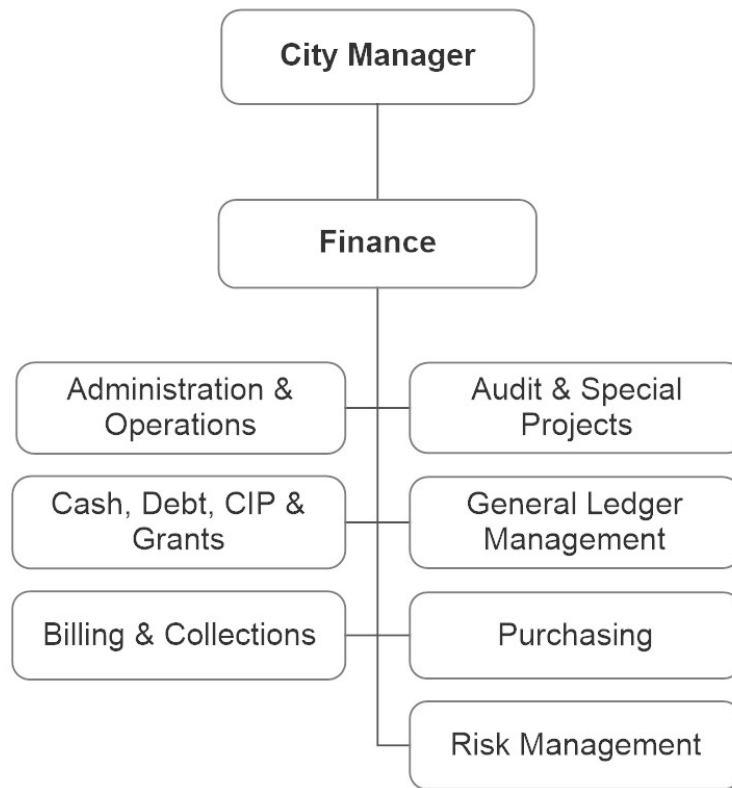 City Manager
Finance
Administration &
Operations
Audit & Special
Projects
Cash, Debt, CIP &
Grants
General Ledger
Management
Billing & Collections
Purchasing
Risk Management